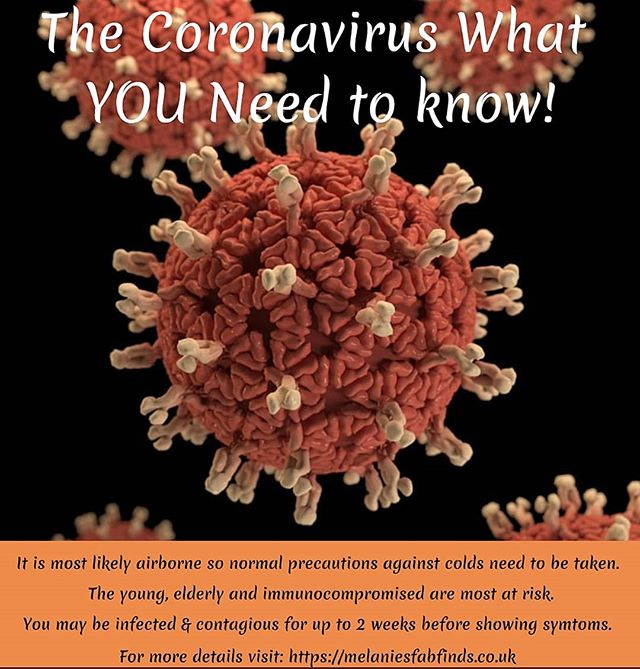 The Coronavirus What
YOU Need to know!
It is most likely airborne so normal precautions against colds need to be taken.
The young, elderly and immunocompromised are most at risk.
You may be infected & contagious for up to 2 weeks before showing symtoms.
For more details visit: https://melaniesfabfinds.co.uk